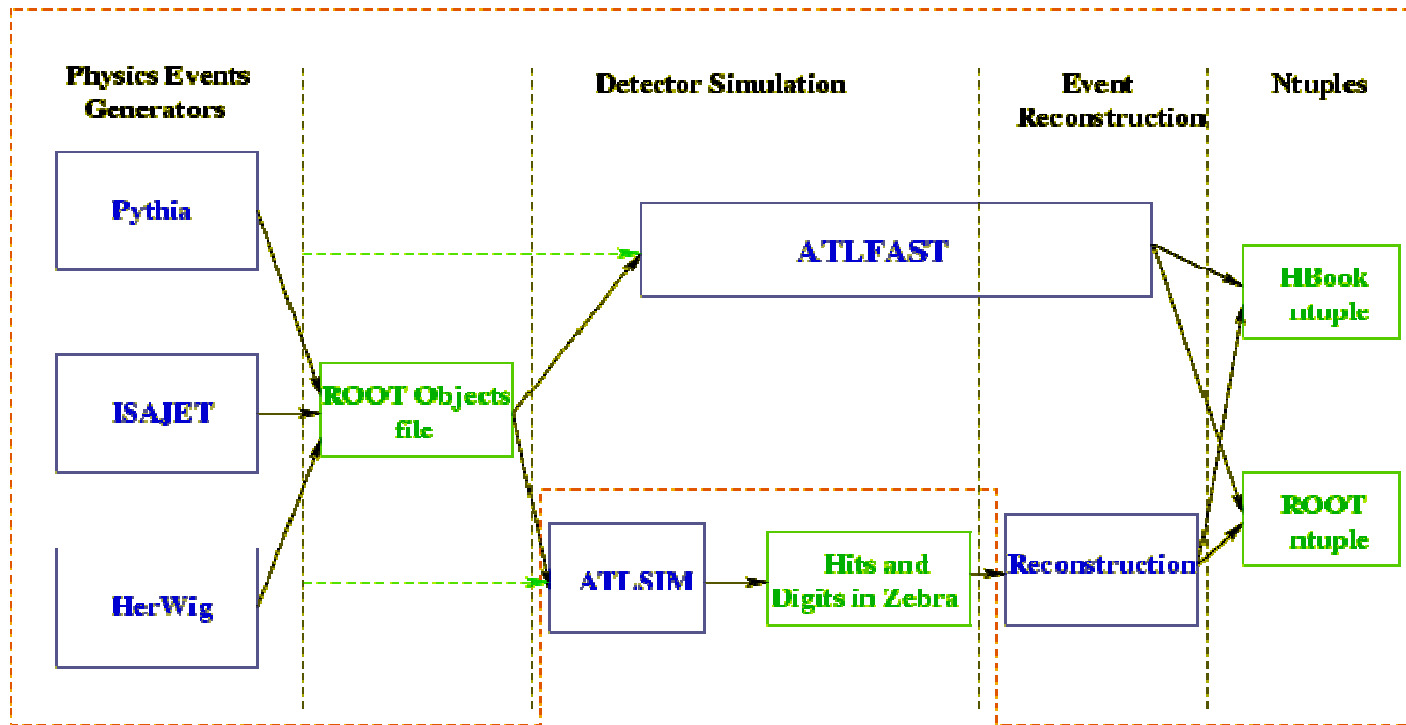 Physics Events
Generators
Detector Simulation
Event
Reconstruction
Ntuples
Pythia
ATLFAST
HBook
ntuple
ISAJET
ROOT Objects
file
ROOT
ntuple
HerWig
ATLSIM
Hits and
Digits in Zebra
Reconstruction